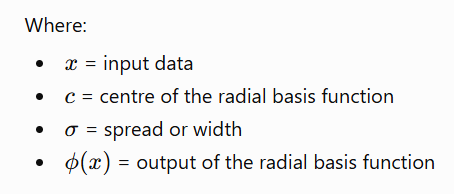 Where:
• x = input data
• c = centre of the radial basis function
• σ = spread or width
• ϕ(x) = output of the radial basis function